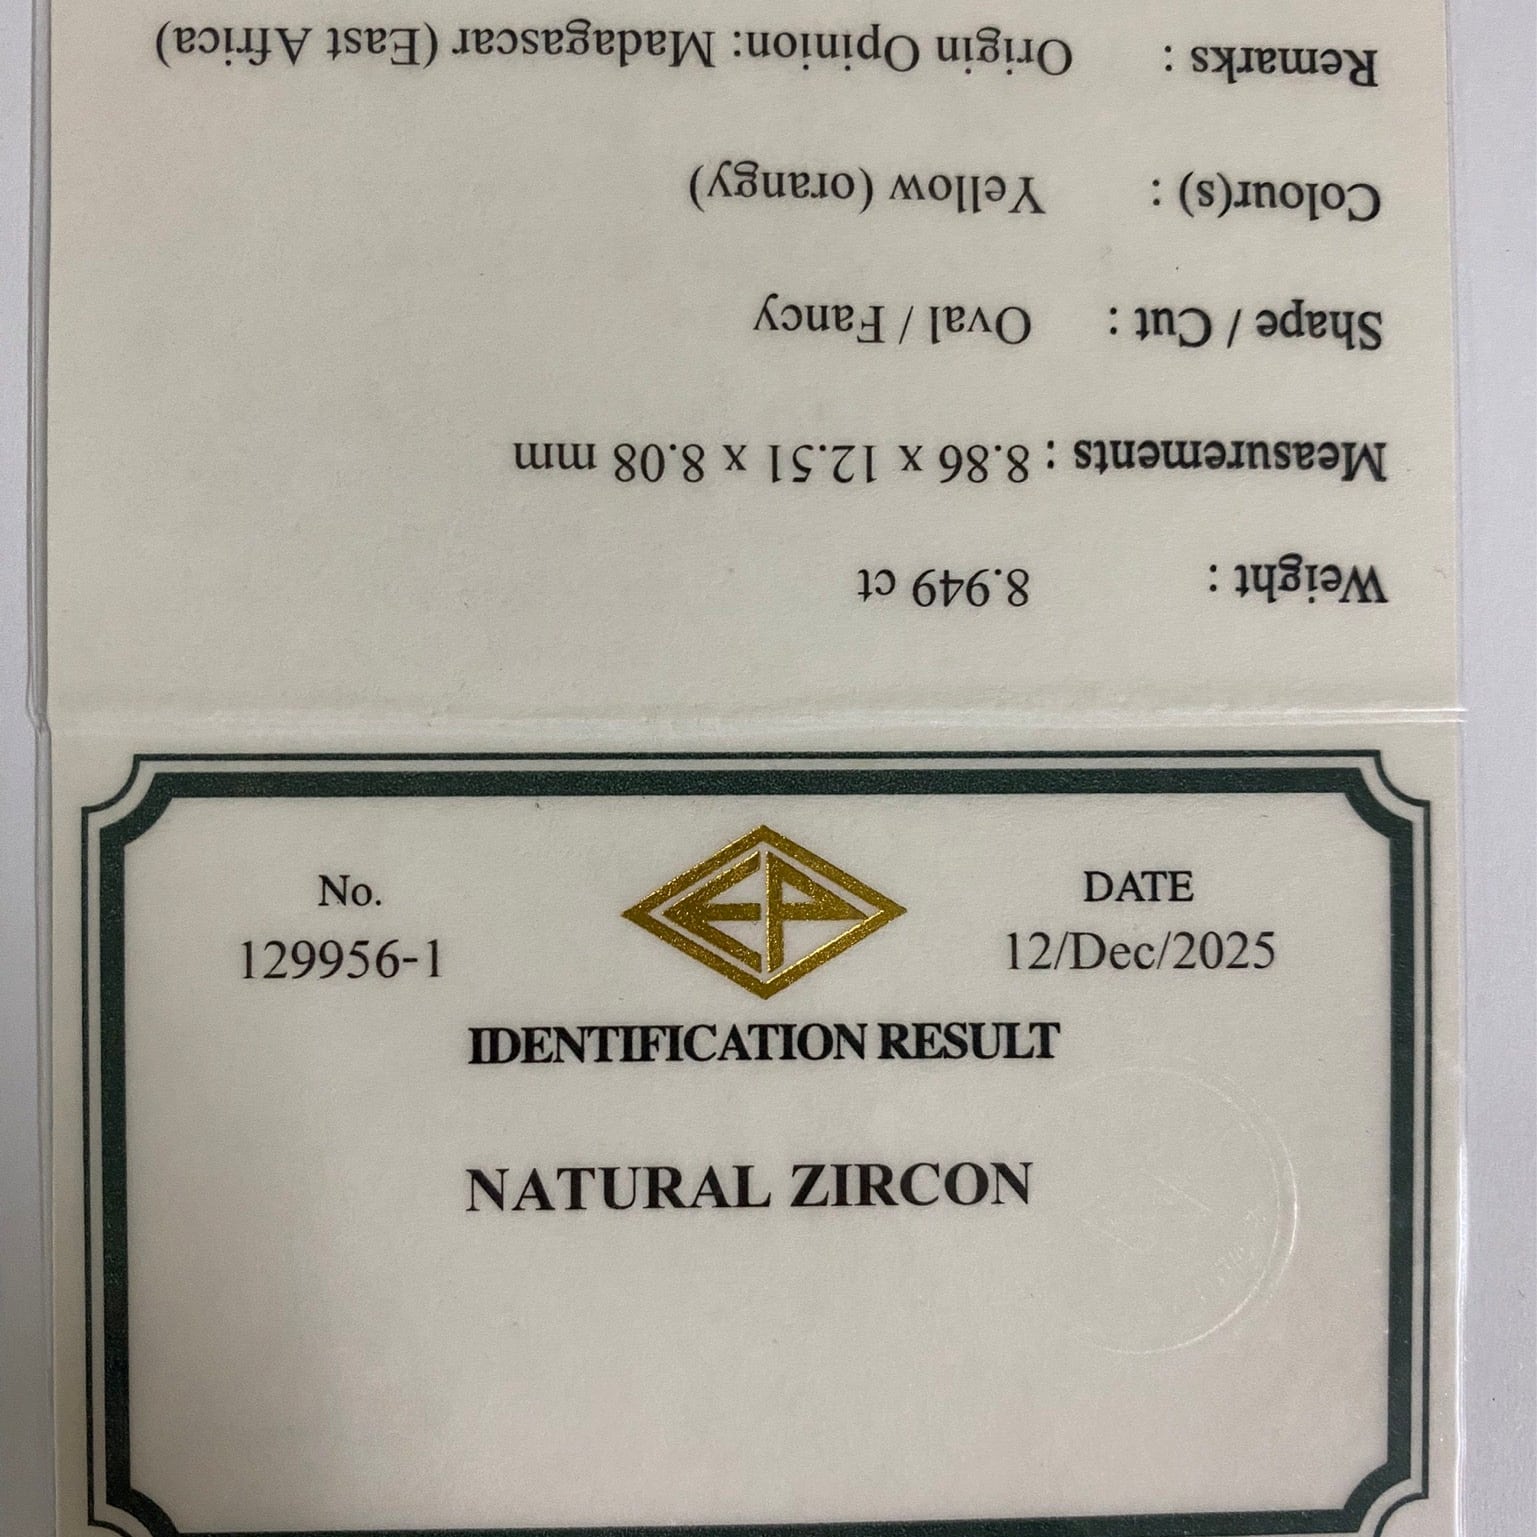 No.
129956-1
EP
DATE
12/Dec/2025
IDENTIFICATION RESULT
NATURAL ZIRCON
Weight : 8.949 ct
Measurements : 8.86 x 12.51 x 8.08 mm
Shape / Cut : Oval / Fancy
Colour(s) : Yellow (orangy)
Remarks : Origin Opinion: Madagascar (East Africa)